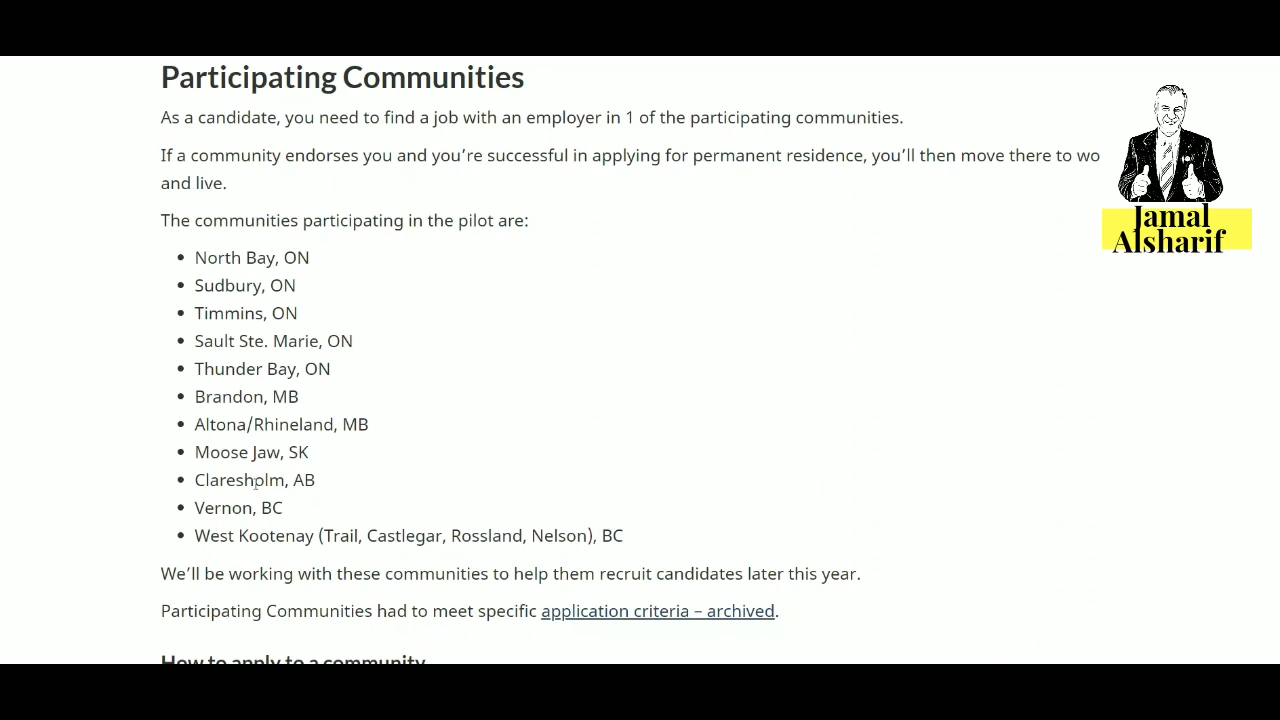 Participating Communities
As a candidate, you need to find a job with an employer in 1 of the participating communities.
If a community endorses you and you’re successful in applying for permanent residence, you’ll then move there to wo
and live.
The communities participating in the pilot are:
• North Bay, ON
• Sudbury, ON
• Timmins, ON
• Sault Ste. Marie, ON
• Thunder Bay, ON
• Brandon, MB
• Altona/Rhineland, MB
• Moose Jaw, SK
• Claresholm, AB
• Vernon, BC
• West Kootenay (Trail, Castlegar, Rossland, Nelson), BC
We’ll be working with these communities to help them recruit candidates later this year.
Participating Communities had to meet specific application criteria – archived.
How to apply to a community
Jamal
Alsharif